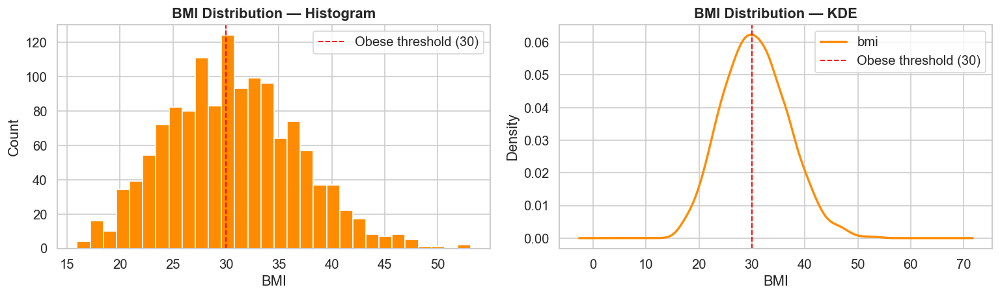 BMI Distribution — Histogram
Obese threshold (30)
120
100
80
60
40
20
0
Count
15 20 25 30 35 40 45 50
BMI
BMI Distribution — KDE
bmi
Obese threshold (30)
0.06
0.05
0.04
0.03
0.02
0.01
0.00
Density
0 10 20 30 40 50 60 70
BMI